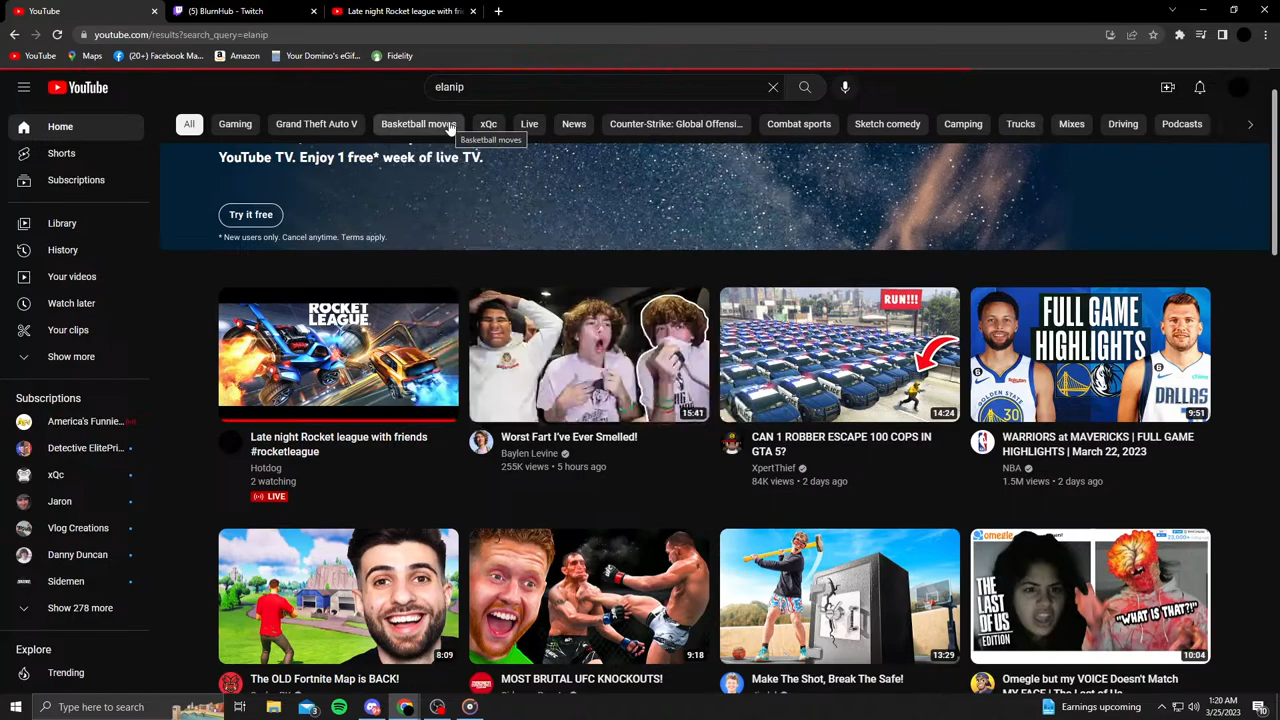 YouTube
(5) BlurnHub - Twitch
Late night Rocket league with frie
youtube.com/results?search_query=elanip
YouTube
Maps
(20+) Facebook Ma...
Amazon
Your Domino's eGif...
Fidelity
YouTube
elanip
All
Gaming
Grand Theft Auto V
Basketball moves
xQc
Live
News
Counter-Strike: Global Offensi...
Combat sports
Sketch comedy
Camping
Trucks
Mixes
Driving
Podcasts
Basketball moves
Home
Shorts
Subscriptions
Library
History
Your videos
Watch later
Your clips
Show more
Subscriptions
America's Funnie...
Detective ElitePri...
xQc
Jaron
Vlog Creations
Danny Duncan
Sidemen
Show 278 more
Explore
Trending
YouTube TV. Enjoy 1 free* week of live TV.
Try it free
* New users only. Cancel anytime. Terms apply.
ROCKET
LEAGUE
Late night Rocket league with friends
#rocketleague
Hotdog
2 watching
LIVE
15:41
Worst Fart I've Ever Smelled!
Baylen Levine
255K views • 5 hours ago
RUN!!!
14:24
CAN 1 ROBBER ESCAPE 100 COPS IN
GTA 5?
XpertThief
84K views • 2 days ago
FULL GAME
HIGHLIGHTS
GOLDEN STATE
30
DALLAS
9:51
WARRIORS at MAVERICKS | FULL GAME
HIGHLIGHTS | March 22, 2023
NBA
1.5M views • 2 days ago
8:09
The OLD Fortnite Map is BACK!
9:18
MOST BRUTAL UFC KNOCKOUTS!
13:29
Make The Shot, Break The Safe!
omegle
THE
LAST
OF US
EDITION
"WHAT IS THAT?!"
10:04
Omegle but my VOICE Doesn't Match
MY FACE | The Last of Us
Type here to search
Earnings upcoming
1:20 AM
3/25/2023